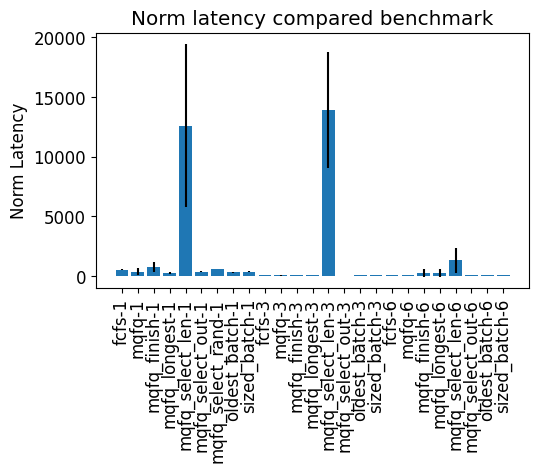 Norm latency compared benchmark
Norm Latency
20000
15000
10000
5000
0
fcfs-1
mqfq-1
mqfq_finish-1
mqfq_longest-1
mqfq_select_len-1
mqfq_select_out-1
mqfq_select_rand-1
oldest_batch-1
sized_batch-1
fcfs-3
mqfq-3
mqfq_finish-3
mqfq_longest-3
mqfq_select_len-3
mqfq_select_out-3
oldest_batch-3
sized_batch-3
fcfs-6
mqfq-6
mqfq_finish-6
mqfq_longest-6
mqfq_select_len-6
mqfq_select_out-6
oldest_batch-6
sized_batch-6